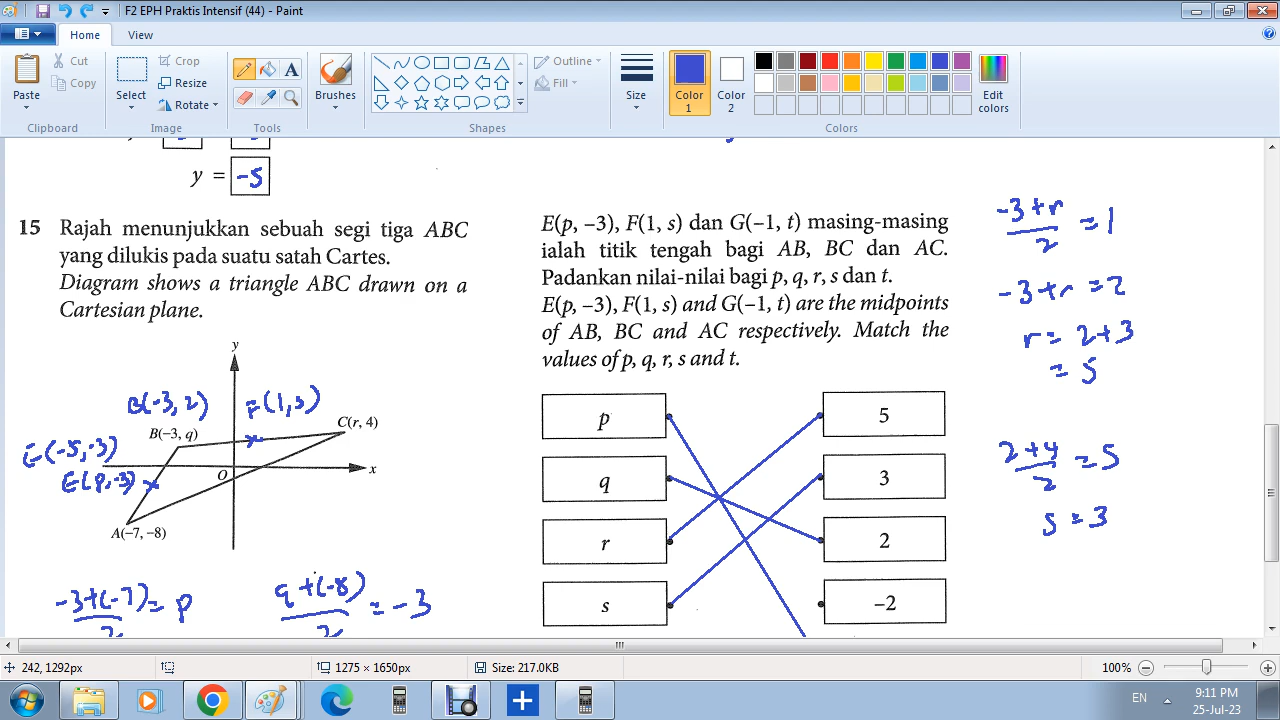 F2 EPH Praktis Intensif (44) - Paint
Home View
Paste Cut Copy
Clipboard
Select Crop Resize Rotate
Image
Tools
Brushes
Shapes
Outline Fill
Size
Color 1 Color 2
Edit colors
Colors
y = -5
15 Rajah menunjukkan sebuah segi tiga ABC
yang dilukis pada suatu satah Cartes.
Diagram shows a triangle ABC drawn on a
Cartesian plane.
y
B(-3, 2) F(1, s)
B(–3, q) C(r, 4)
E(-5, -3)
O x
E(p, -3)
A(–7, –8)
-3+(-7)/2 = p
q+(-8)/2 = -3
E(p, –3), F(1, s) dan G(–1, t) masing-masing
ialah titik tengah bagi AB, BC dan AC.
Padankan nilai-nilai bagi p, q, r, s dan t.
E(p, –3), F(1, s) and G(–1, t) are the midpoints
of AB, BC and AC respectively. Match the
values of p, q, r, s and t.
p 5
q 3
r 2
s –2
-3+r/2 = 1
-3+r = 2
r = 2+3
= 5
2+4/2 = s
s = 3
242, 1292px
1275 × 1650px
Size: 217.0KB
100%
EN
9:11 PM
25-Jul-23